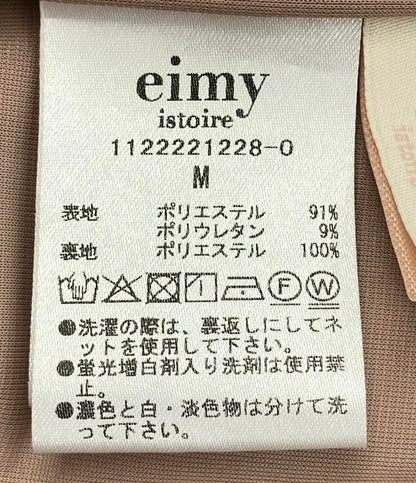 eimy
istoire
1122221228-0
M
表地 ポリエステル 91%
ポリウレタン 9%
裏地 ポリエステル 100%
F W
●洗濯の際は、裏返しにしてネ
ットを使用して下さい。
●蛍光増白剤入り洗剤は使用禁
止。
●濃色と白・淡色物は分けて洗
って下さい。